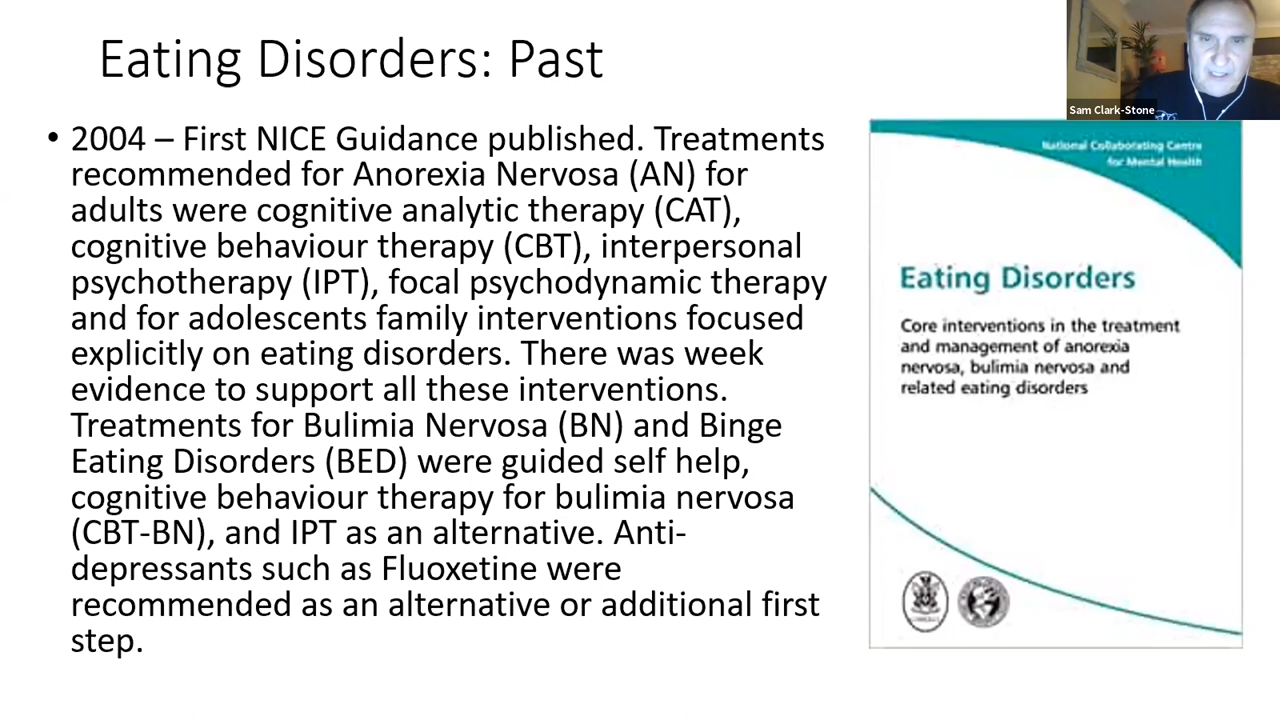 Eating Disorders: Past
Sam Clark-Stone
• 2004 – First NICE Guidance published. Treatments
recommended for Anorexia Nervosa (AN) for
adults were cognitive analytic therapy (CAT),
cognitive behaviour therapy (CBT), interpersonal
psychotherapy (IPT), focal psychodynamic therapy
and for adolescents family interventions focused
explicitly on eating disorders. There was week
evidence to support all these interventions.
Treatments for Bulimia Nervosa (BN) and Binge
Eating Disorders (BED) were guided self help,
cognitive behaviour therapy for bulimia nervosa
(CBT-BN), and IPT as an alternative. Anti-
depressants such as Fluoxetine were
recommended as an alternative or additional first
step.
National Collaborating Centre
for Mental Health
Eating Disorders
Core interventions in the treatment
and management of anorexia
nervosa, bulimia nervosa and
related eating disorders